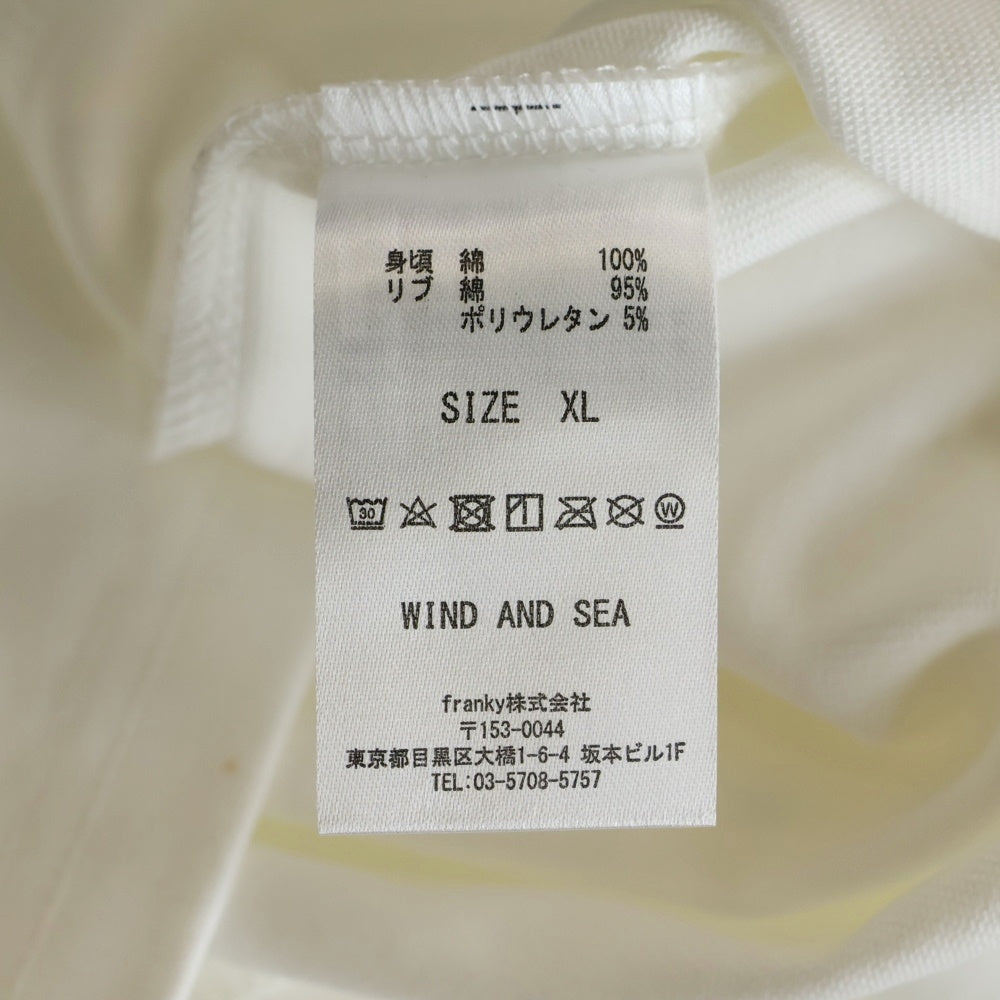 身頃 綿 100%
リブ 綿 95%
ポリウレタン 5%
SIZE XL
30 W
WIND AND SEA
franky株式会社
〒153-0044
東京都目黒区大橋1-6-4 坂本ビル1F
TEL:03-5708-5757